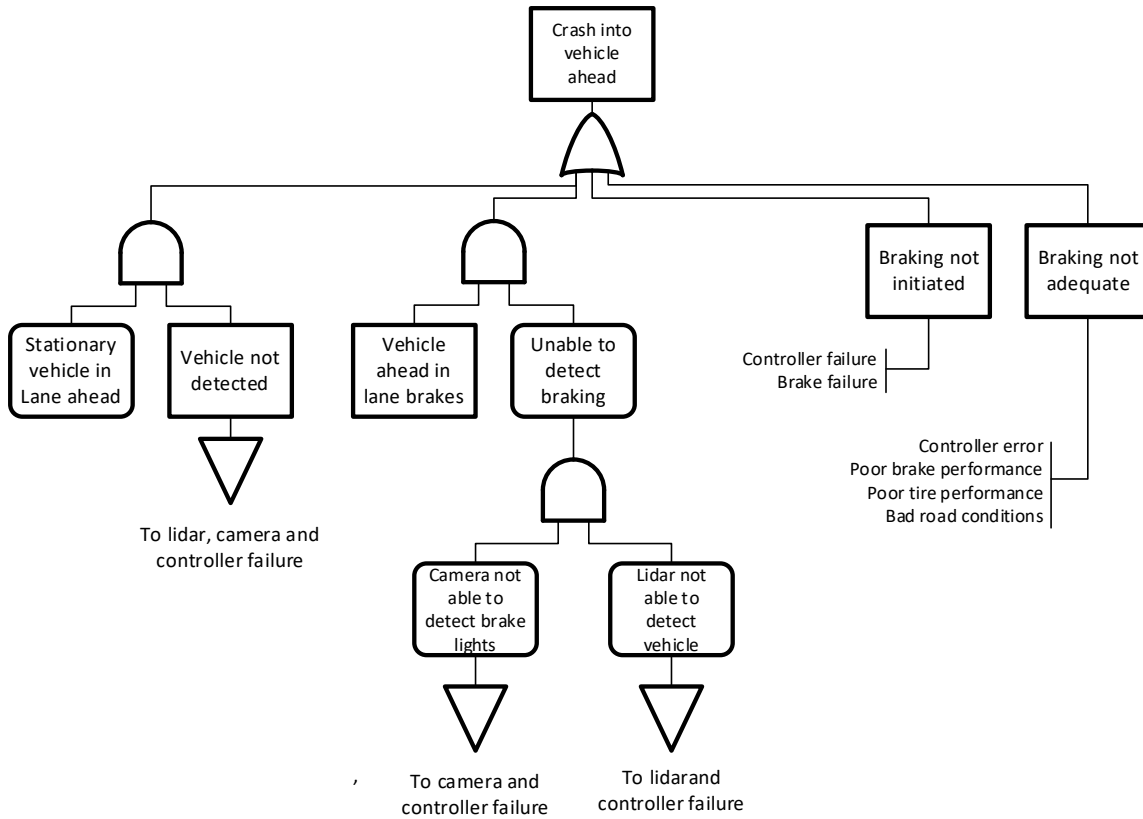 Crash into
vehicle
ahead
Braking not
initiated
Braking not
adequate
Stationary
vehicle in
Lane ahead
Vehicle not
detected
Vehicle
ahead in
lane brakes
Unable to
detect
braking
Controller failure
Brake failure
Controller error
Poor brake performance
Poor tire performance
Bad road conditions
To lidar, camera and
controller failure
Camera not
able to
detect brake
lights
Lidar not
able to
detect
vehicle
,
To camera and
controller failure
To lidarand
controller failure